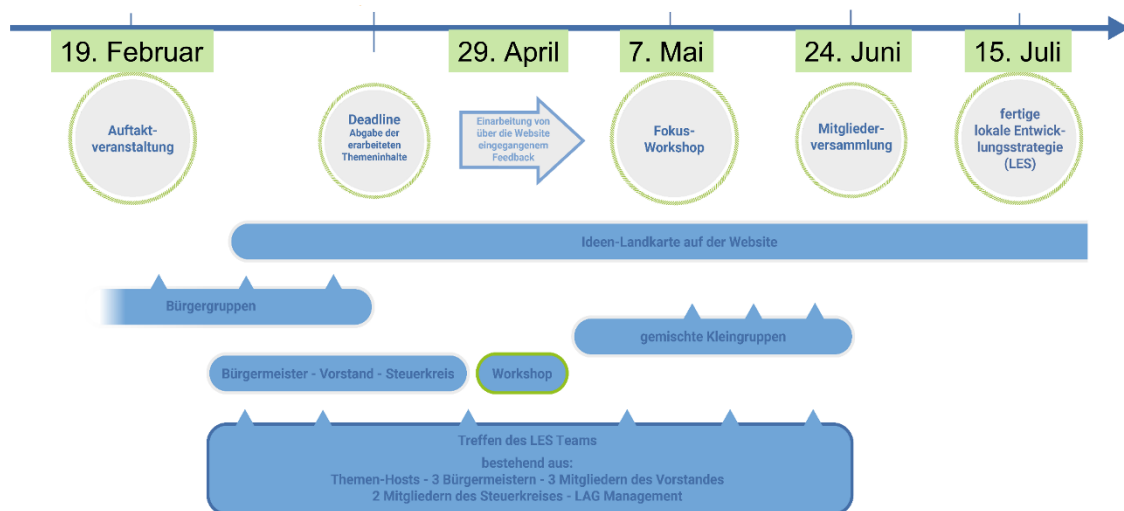 19. Februar
29. April
7. Mai
24. Juni
15. Juli
Auftakt-
veranstaltung
Deadline
Abgabe der
erarbeiteten
Themeninhalte
Einarbeitung von
über die Website
eingegangenem
Feedback
Fokus-
Workshop
Mitglieder-
versammlung
fertige
lokale Entwick-
lungsstrategie
(LES)
Ideen-Landkarte auf der Website
Bürgergruppen
gemischte Kleingruppen
Bürgermeister - Vorstand - Steuerkreis
Workshop
Treffen des LES Teams
bestehend aus:
Themen-Hosts - 3 Bürgermeistern - 3 Mitgliedern des Vorstandes
2 Mitgliedern des Steuerkreises - LAG Management